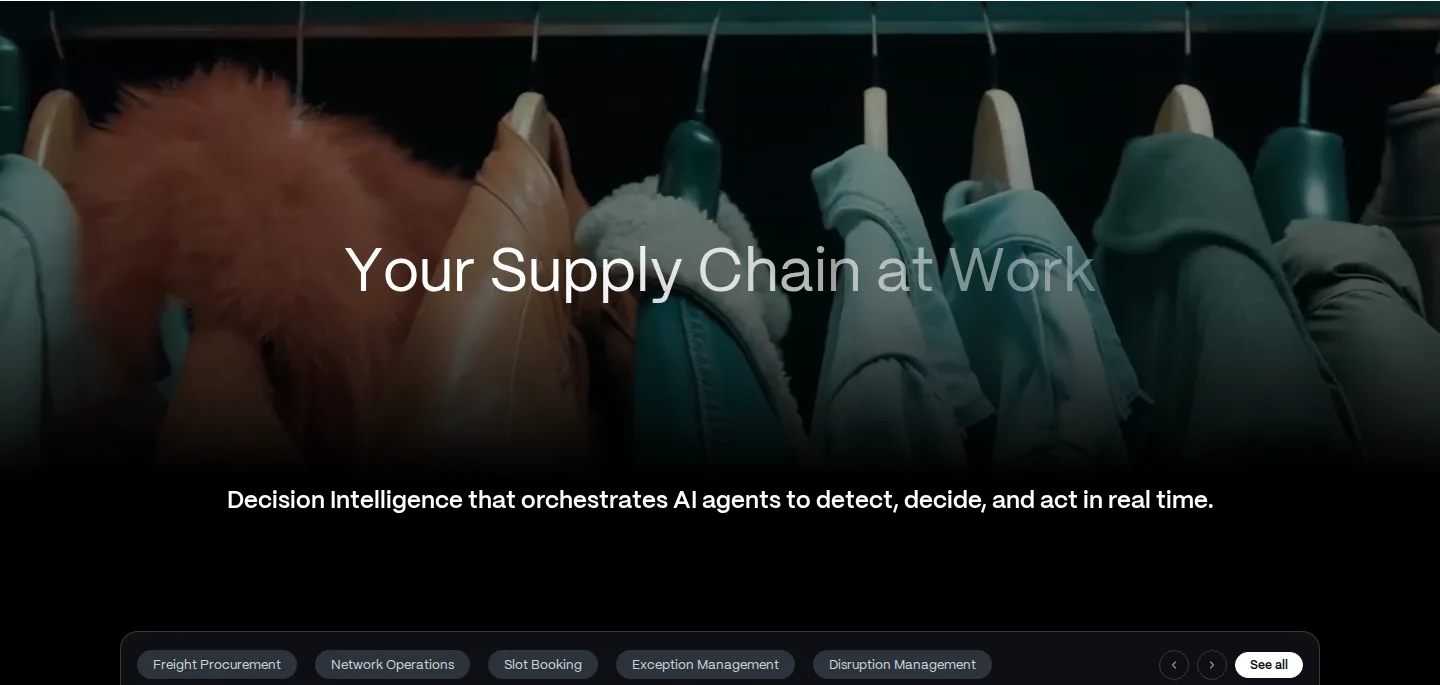 Your Supply Chain at Work
Decision Intelligence that orchestrates AI agents to detect, decide, and act in real time.
Freight Procurement
Network Operations
Slot Booking
Exception Management
Disruption Management
See all